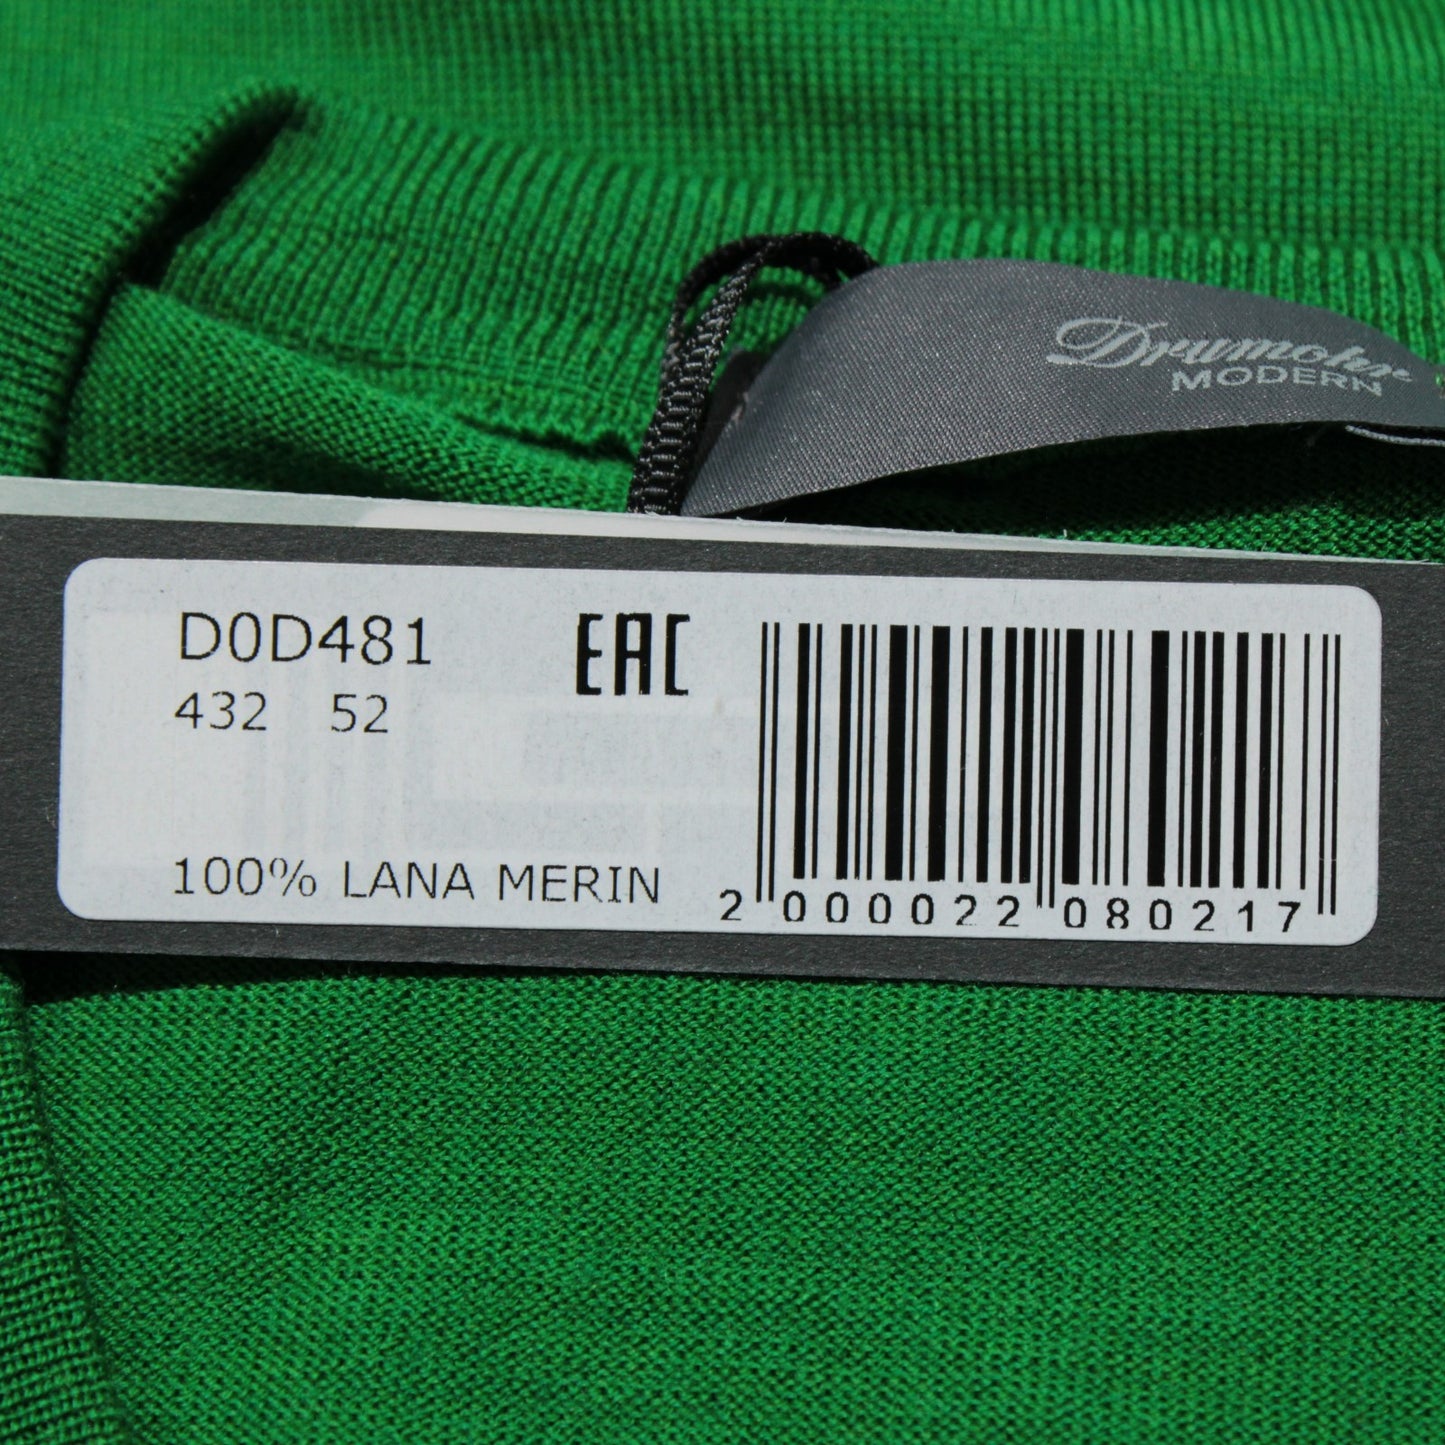 Drumohr
MODERN
D0D481
EAC
432 52
100% LANA MERIN
2 000022 080217